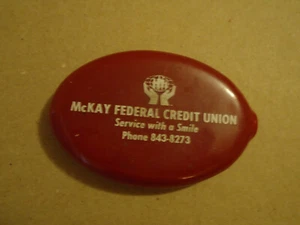 McKAY FEDERAL CREDIT UNION
Service with a Smile
Phone 843-8273